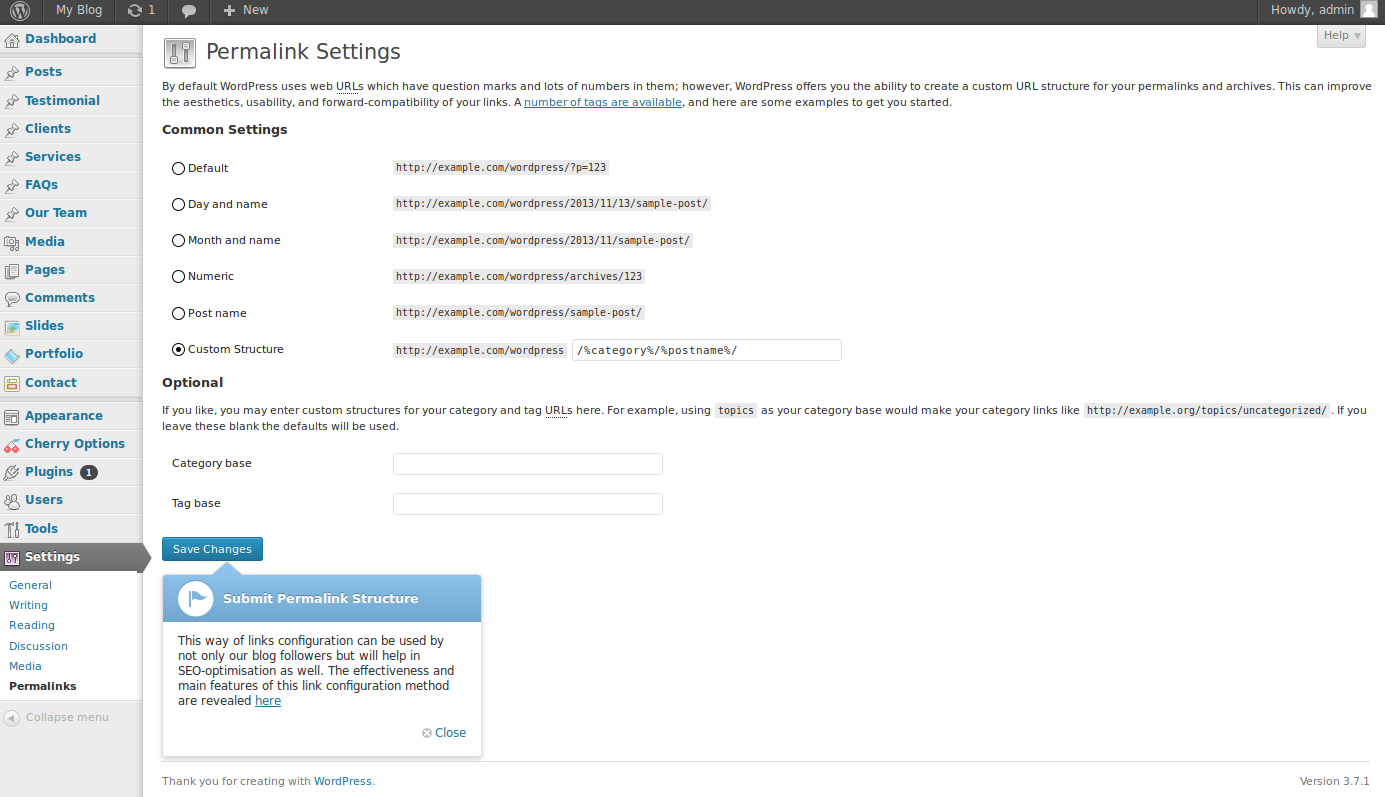 My Blog 1 New Howdy, admin
Help
Dashboard
Posts
Testimonial
Clients
Services
FAQs
Our Team
Media
Pages
Comments
Slides
Portfolio
Contact
Appearance
Cherry Options
Plugins 1
Users
Tools
Settings
General
Writing
Reading
Discussion
Media
Permalinks
Collapse menu
Permalink Settings
By default WordPress uses web URLs which have question marks and lots of numbers in them; however, WordPress offers you the ability to create a custom URL structure for your permalinks and archives. This can improve
the aesthetics, usability, and forward-compatibility of your links. A number of tags are available, and here are some examples to get you started.
Common Settings
Default http://example.com/wordpress/?p=123
Day and name http://example.com/wordpress/2013/11/13/sample-post/
Month and name http://example.com/wordpress/2013/11/sample-post/
Numeric http://example.com/wordpress/archives/123
Post name http://example.com/wordpress/sample-post/
Custom Structure http://example.com/wordpress /%category%/%postname%/
Optional
If you like, you may enter custom structures for your category and tag URLs here. For example, using topics as your category base would make your category links like http://example.org/topics/uncategorized/ . If you
leave these blank the defaults will be used.
Category base
Tag base
Save Changes
Submit Permalink Structure
This way of links configuration can be used by
not only our blog followers but will help in
SEO-optimisation as well. The effectiveness and
main features of this link configuration method
are revealed here
Close
Thank you for creating with WordPress. Version 3.7.1